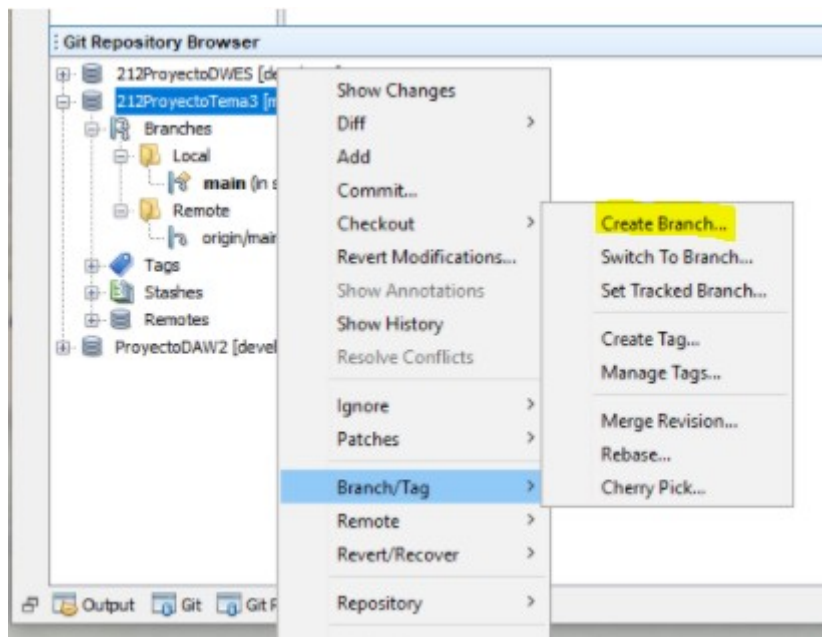 Git Repository Browser
212ProyectoDWES [de
212ProyectoTema3 [m
Branches
Local
main (in s
Remote
origin/mair
Tags
Stashes
Remotes
ProyectoDAW2 [devel
Show Changes
Diff
Add
Commit...
Checkout
Revert Modifications...
Show Annotations
Show History
Resolve Conflicts
Ignore
Patches
Branch/Tag
Remote
Revert/Recover
Repository
Create Branch...
Switch To Branch...
Set Tracked Branch...
Create Tag...
Manage Tags...
Merge Revision...
Rebase...
Cherry Pick...
Output Git Git R